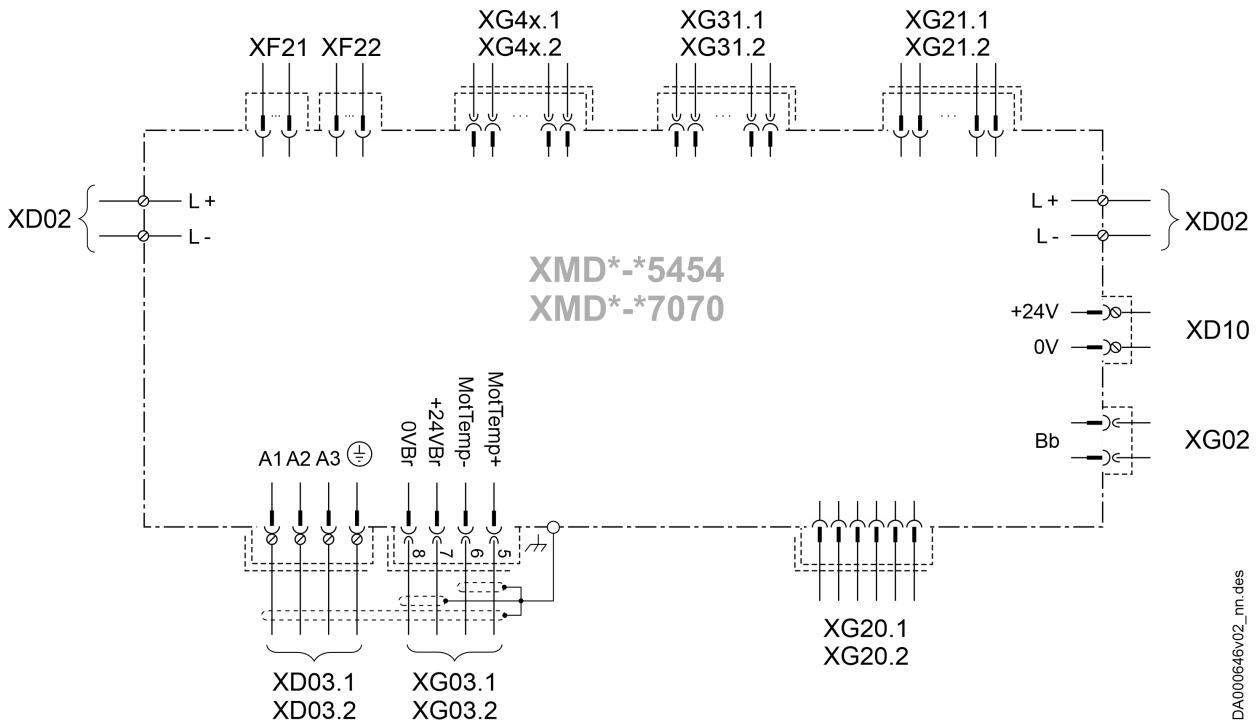 XF21 XF22
XG4x.1
XG4x.2
XG31.1
XG31.2
XG21.1
XG21.2
... ... ... ... ...
XD02
L +
L -
L +
L -
XD02
XMD*-*5454
XMD*-*7070
+24V
0V
XD10
Bb
XG02
A1 A2 A3
0VBr
+24VBr
MotTemp-
MotTemp+
8 7 6 5
XD03.1
XD03.2
XG03.1
XG03.2
XG20.1
XG20.2
DA000646v02_nn.des